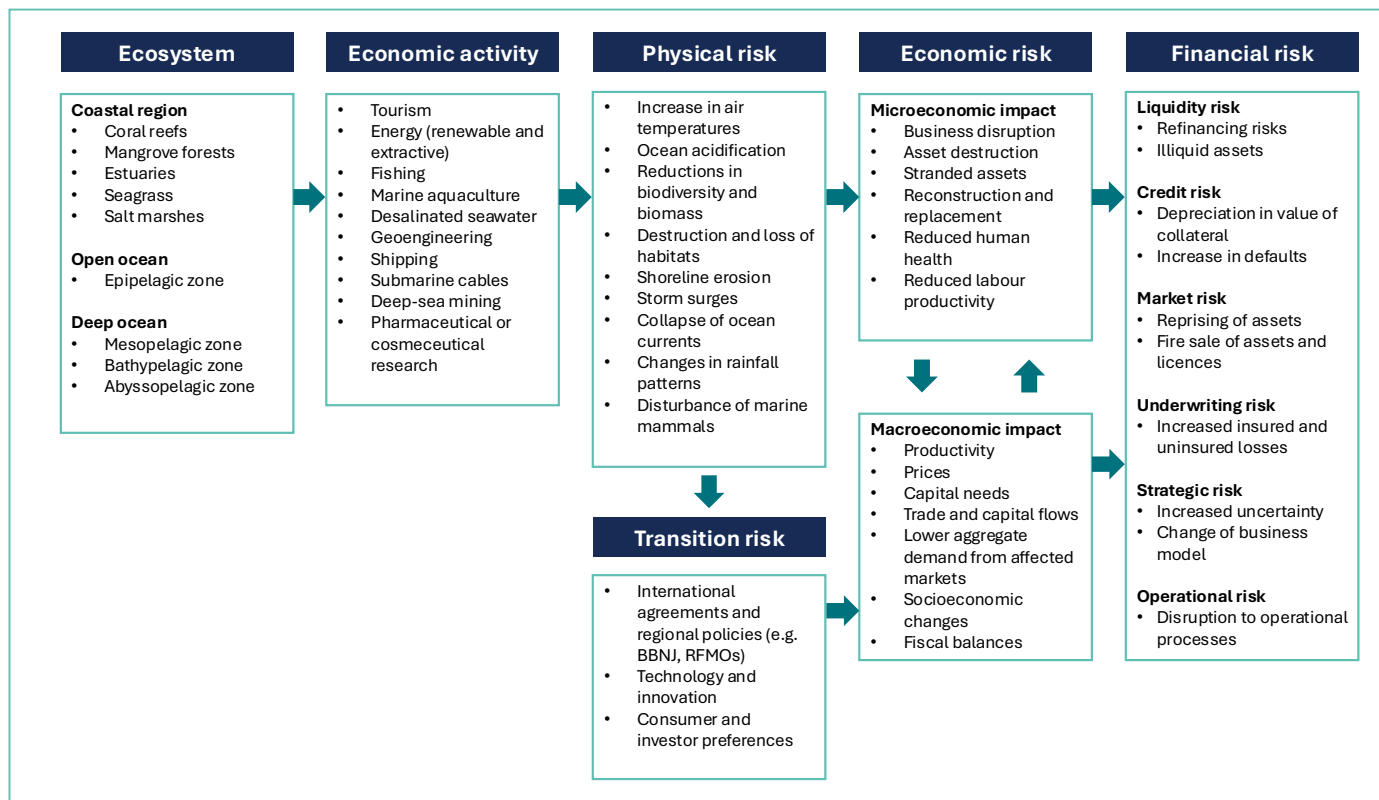 Ecosystem
Coastal region
• Coral reefs
• Mangrove forests
• Estuaries
• Seagrass
• Salt marshes
Open ocean
• Epipelagic zone
Deep ocean
• Mesopelagic zone
• Bathypelagic zone
• Abyssopelagic zone
Economic activity
• Tourism
• Energy (renewable and
extractive)
• Fishing
• Marine aquaculture
• Desalinated seawater
• Geoengineering
• Shipping
• Submarine cables
• Deep-sea mining
• Pharmaceutical or
cosmeceutical
research
Physical risk
• Increase in air
temperatures
• Ocean acidification
• Reductions in
biodiversity and
biomass
• Destruction and loss of
habitats
• Shoreline erosion
• Storm surges
• Collapse of ocean
currents
• Changes in rainfall
patterns
• Disturbance of marine
mammals
Transition risk
• International
agreements and
regional policies (e.g.
BBNJ, RFMOs)
• Technology and
innovation
• Consumer and
investor preferences
Economic risk
Microeconomic impact
• Business disruption
• Asset destruction
• Stranded assets
• Reconstruction and
replacement
• Reduced human
health
• Reduced labour
productivity
Macroeconomic impact
• Productivity
• Prices
• Capital needs
• Trade and capital flows
• Lower aggregate
demand from affected
markets
• Socioeconomic
changes
• Fiscal balances
Financial risk
Liquidity risk
• Refinancing risks
• Illiquid assets
Credit risk
• Depreciation in value of
collateral
• Increase in defaults
Market risk
• Reprising of assets
• Fire sale of assets and
licences
Underwriting risk
• Increased insured and
uninsured losses
Strategic risk
• Increased uncertainty
• Change of business
model
Operational risk
• Disruption to operational
processes